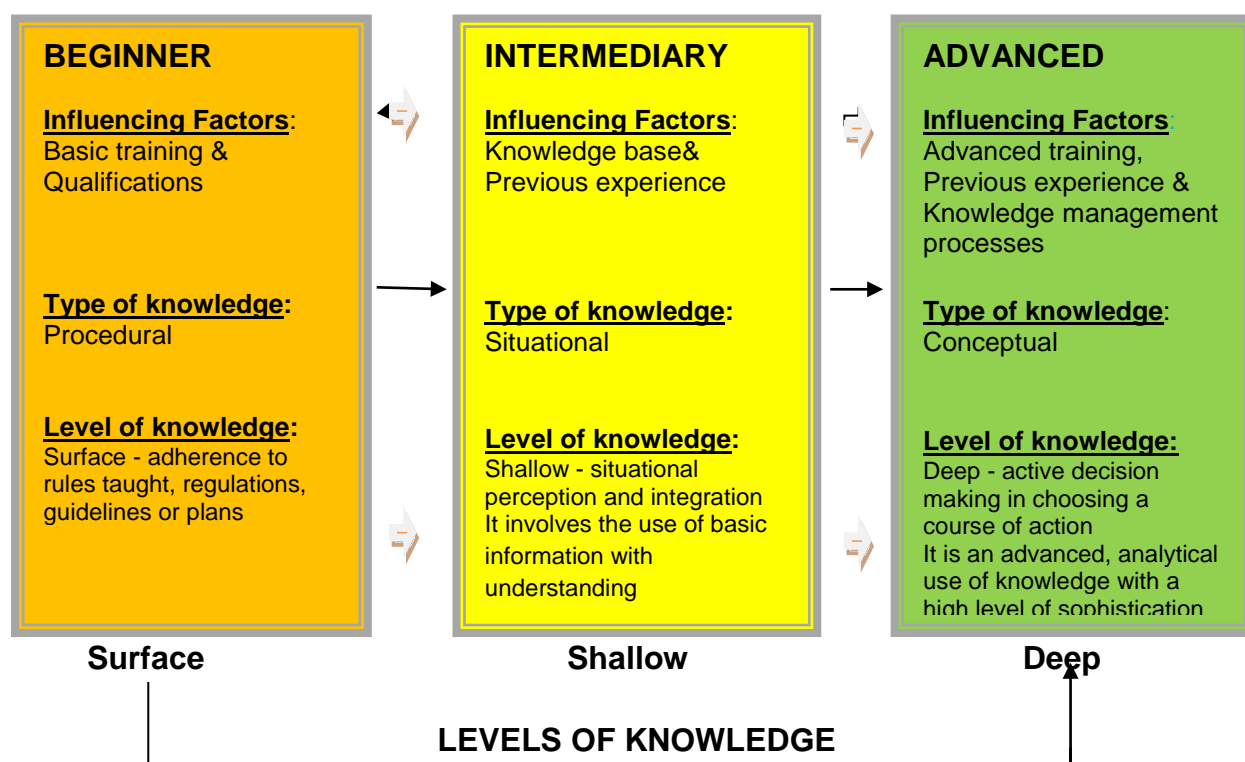 BEGINNER
Influencing Factors:
Basic training &
Qualifications
Type of knowledge:
Procedural
Level of knowledge:
Surface - adherence to
rules taught, regulations,
guidelines or plans
INTERMEDIARY
Influencing Factors:
Knowledge base&
Previous experience
Type of knowledge:
Situational
Level of knowledge:
Shallow - situational
perception and integration
It involves the use of basic
information with
understanding
ADVANCED
Influencing Factors:
Advanced training,
Previous experience &
Knowledge management
processes
Type of knowledge:
Conceptual
Level of knowledge:
Deep - active decision
making in choosing a
course of action
It is an advanced, analytical
use of knowledge with a
high level of sophistication
Surface
Shallow
Deep
LEVELS OF KNOWLEDGE